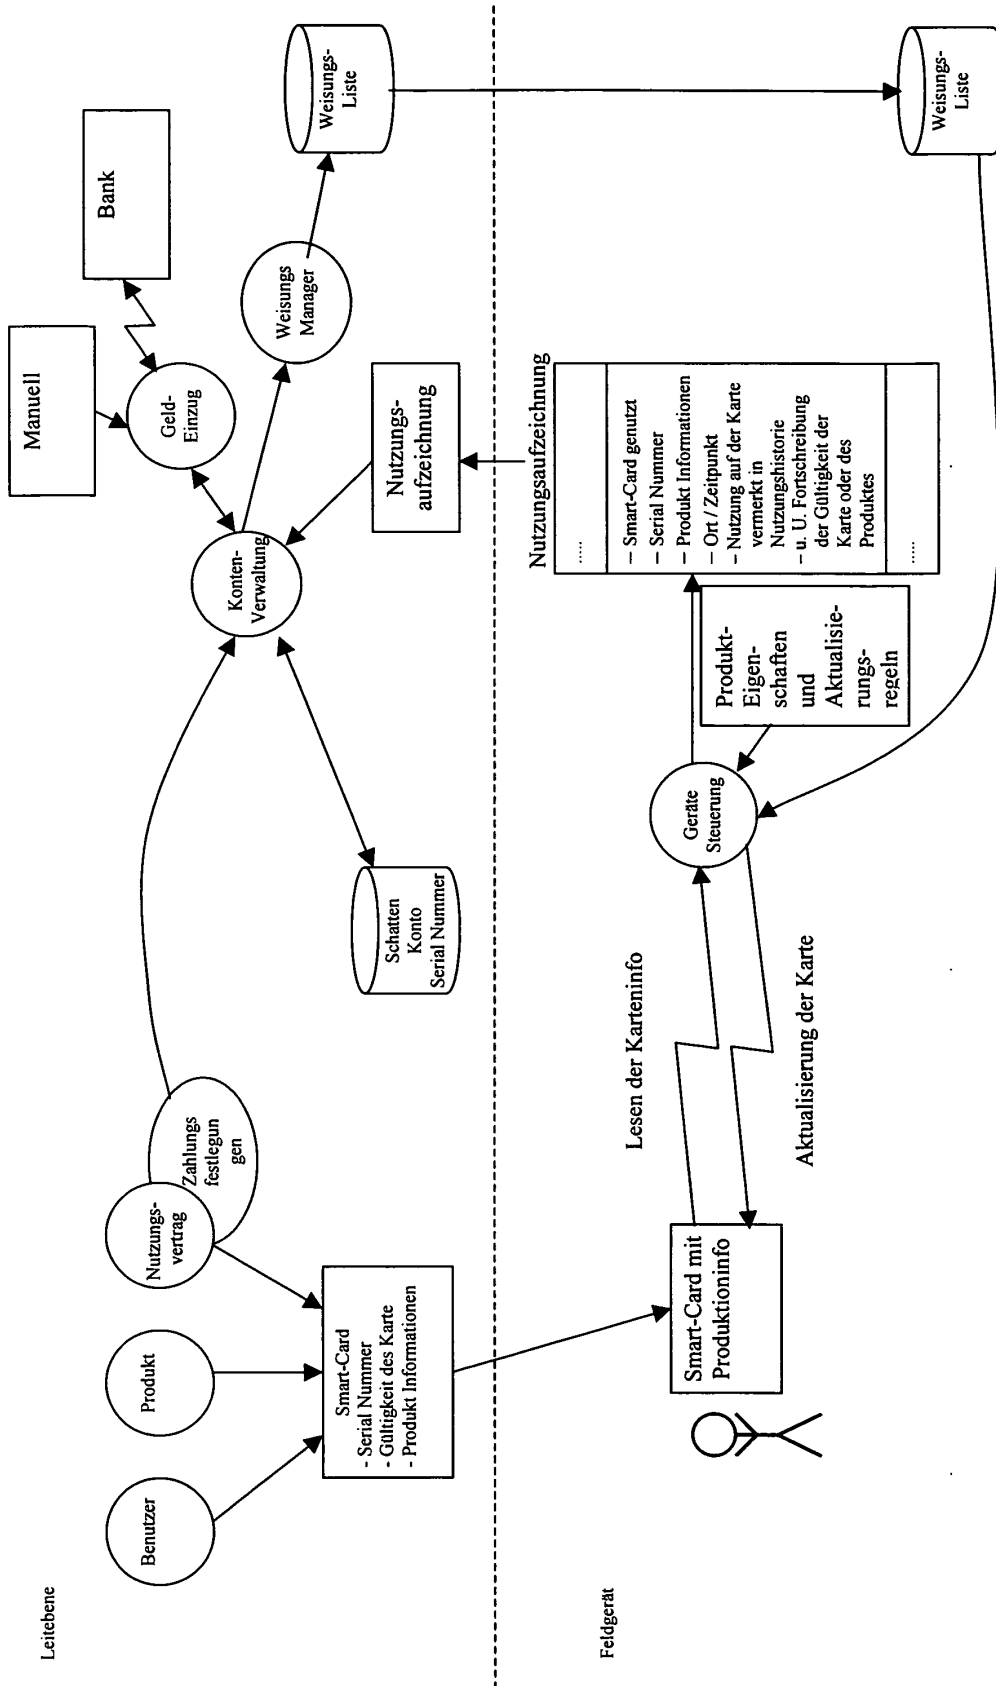 Leitebene
Benutzer
Produkt
Nutzungs-
vertrag
Zahlungs
festlegun
gen
Smart-Card
- Serial Nummer
- Gültigkeit des Karte
- Produkt Informationen
Schatten
Konto
Serial Nummer
Konten-
Verwaltung
Manuell
Geld-
Einzug
Bank
Weisungs
Manager
Weisungs-
Liste
Nutzungs-
aufzeichnung
Feldgerät
Smart-Card mit
Produktioninfo
Lesen der Karteninfo
Aktualisierung der Karte
Geräte
Steuerung
Produkt-
Eigen-
schaften
und
Aktualisie-
rungs-
regeln
Nutzungsaufzeichnung
.....
– Smart-Card genutzt
– Serial Nummer
– Produkt Informationen
– Ort / Zeitpunkt
– Nutzung auf der Karte
vermerkt in
Nutzungshistorie
– u. U. Fortschreibung
der Gültigkeit der
Karte oder des
Produktes
.....
Weisungs-
Liste